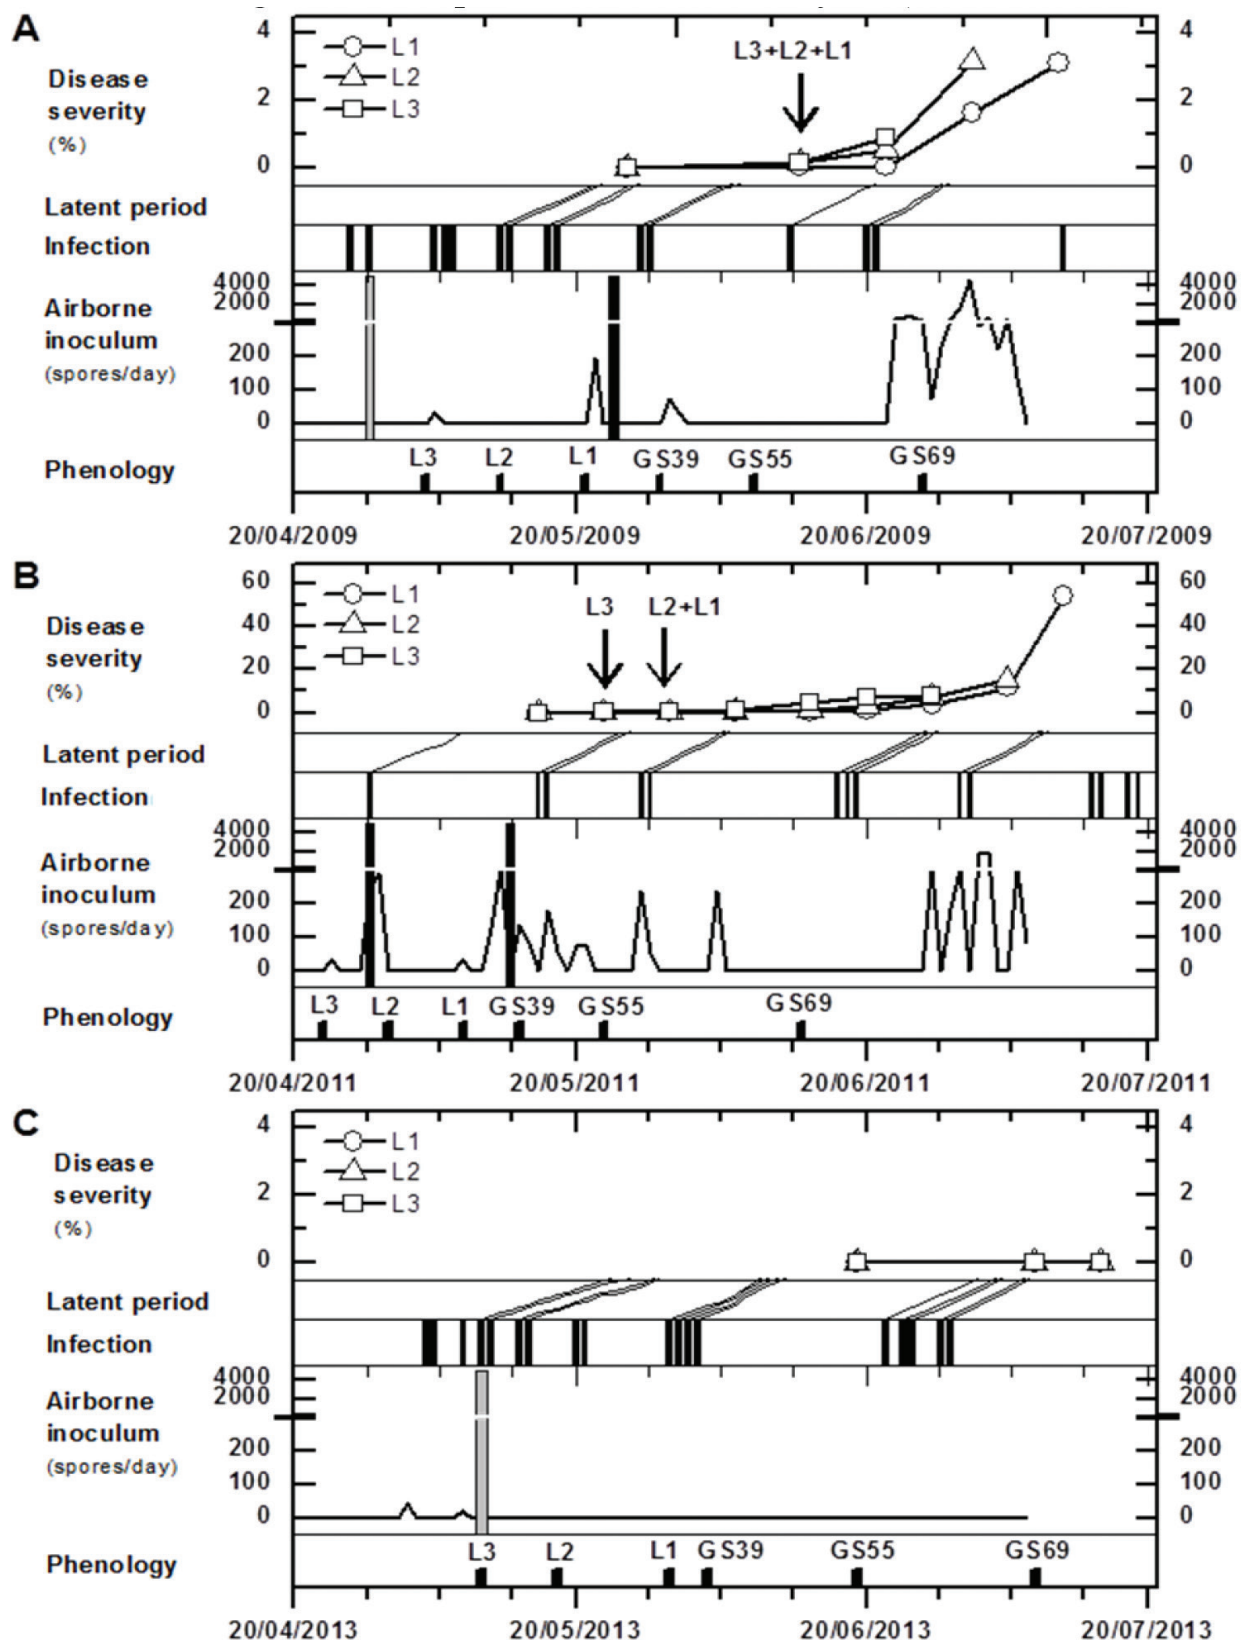 A
4
2
0
4
2
0
L1
L2
L3
L3+L2+L1
Disease
severity
(%)
Latent period
Infection
Airborne
inoculum
(spores/day)
4000
2000
200
100
0
4000
2000
200
100
0
Phenology
L3 L2 L1 GS39 GS55 GS69
20/04/2009 20/05/2009 20/06/2009 20/07/2009
B
60
40
20
0
60
40
20
0
L1
L2
L3
L3 L2+L1
Disease
severity
(%)
Latent period
Infection
Airborne
inoculum
(spores/day)
4000
2000
200
100
0
4000
2000
200
100
0
Phenology
L3 L2 L1 GS39 GS55 GS69
20/04/2011 20/05/2011 20/06/2011 20/07/2011
C
4
2
0
4
2
0
L1
L2
L3
Disease
severity
(%)
Latent period
Infection
Airborne
inoculum
(spores/day)
4000
2000
200
100
0
4000
2000
200
100
0
Phenology
L3 L2 L1 GS39 GS55 GS69
20/04/2013 20/05/2013 20/06/2013 20/07/2013